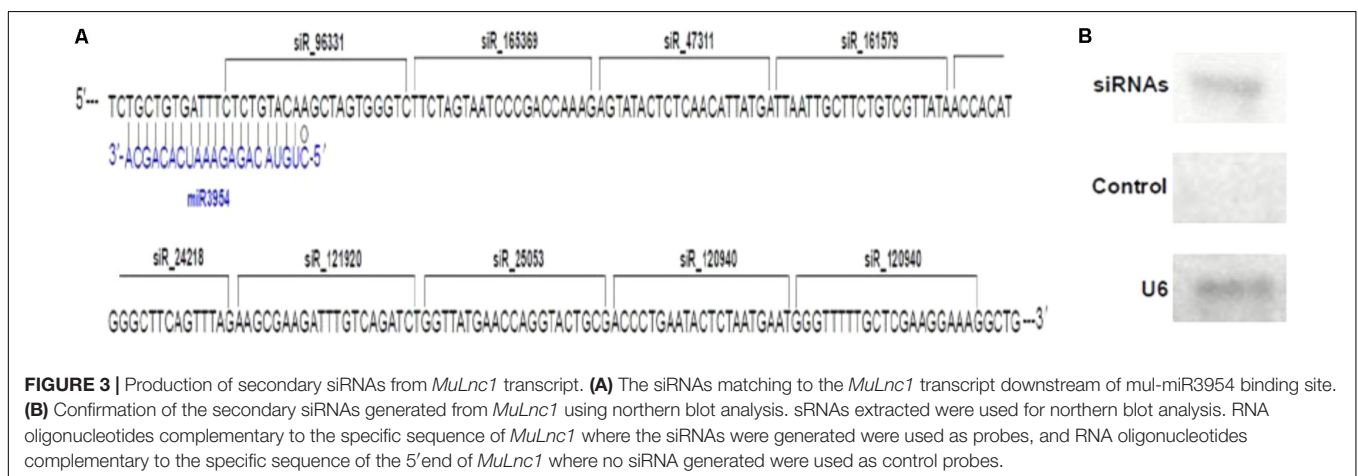 A
B
siR_96331 siR_165369 siR_47311 siR_161579
5'--- TCTGCTGTGATTTCTCTGTACAAGCTAGTGGGTCTTCTAGTAATCCCGACCAAAGAGTATACTCTCAACATTATGATTAATTGCTTCTGTCGTTATAACCACAT
3'-ACGACACUAAAGAGACAUGUC-5'
miR3954
siR_24218 siR_121920 siR_25053 siR_120940 siR_120940
GGGCTTCAGTTTAGAAGCGAAGATTTGTCAGATCTGGTTATGAACCAGGTACTGCGACCCTGAATACTCTAATGAATGGGTTTTTGCTCGAAGGAAAGGCTG---3'
siRNAs
Control
U6
FIGURE 3 | Production of secondary siRNAs from MuLnc1 transcript. (A) The siRNAs matching to the MuLnc1 transcript downstream of mul-miR3954 binding site.
(B) Confirmation of the secondary siRNAs generated from MuLnc1 using northern blot analysis. sRNAs extracted were used for northern blot analysis. RNA
oligonucleotides complementary to the specific sequence of MuLnc1 where the siRNAs were generated were used as probes, and RNA oligonucleotides
complementary to the specific sequence of the 5'end of MuLnc1 where no siRNA generated were used as control probes.